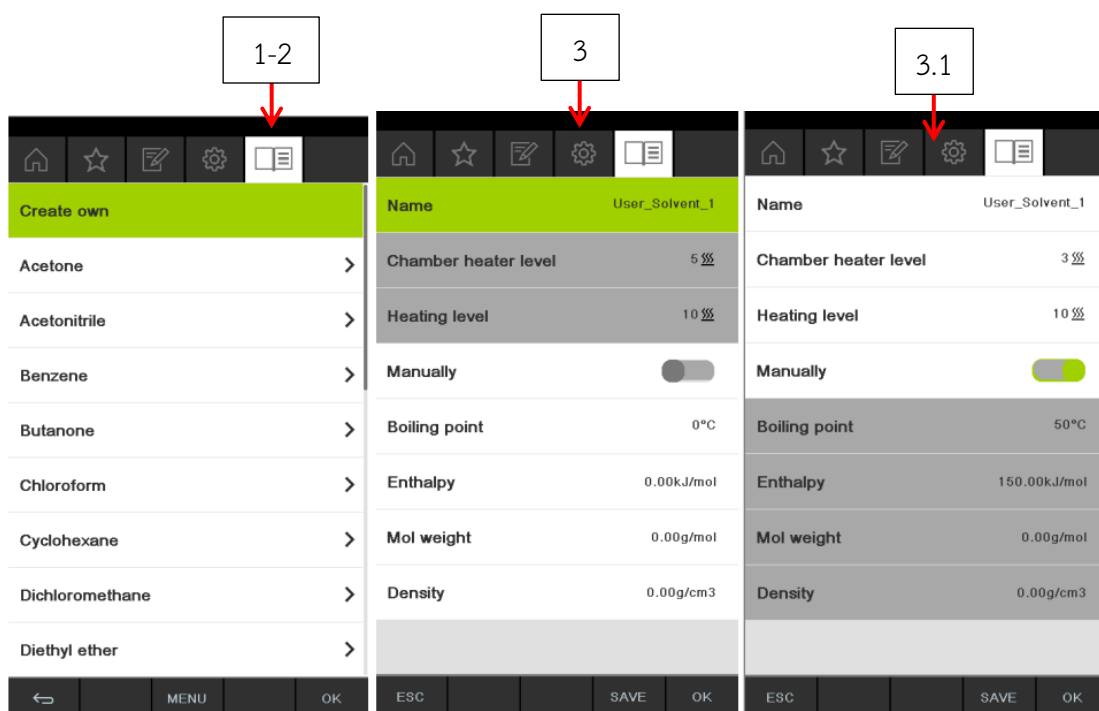 1-2
3
3.1
Create own
Acetone
Acetonitrile
Benzene
Butanone
Chloroform
Cyclohexane
Dichloromethane
Diethyl ether
MENU OK
Name User_Solvent_1
Chamber heater level 5
Heating level 10
Manually
Boiling point 0°C
Enthalpy 0.00kJ/mol
Mol weight 0.00g/mol
Density 0.00g/cm3
ESC SAVE OK
Name User_Solvent_1
Chamber heater level 3
Heating level 10
Manually
Boiling point 50°C
Enthalpy 150.00kJ/mol
Mol weight 0.00g/mol
Density 0.00g/cm3
ESC SAVE OK